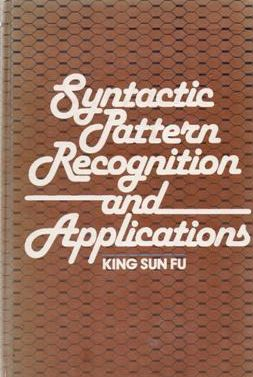 Syntactic
Pattern
Recognition
and
Applications
KING SUN FU